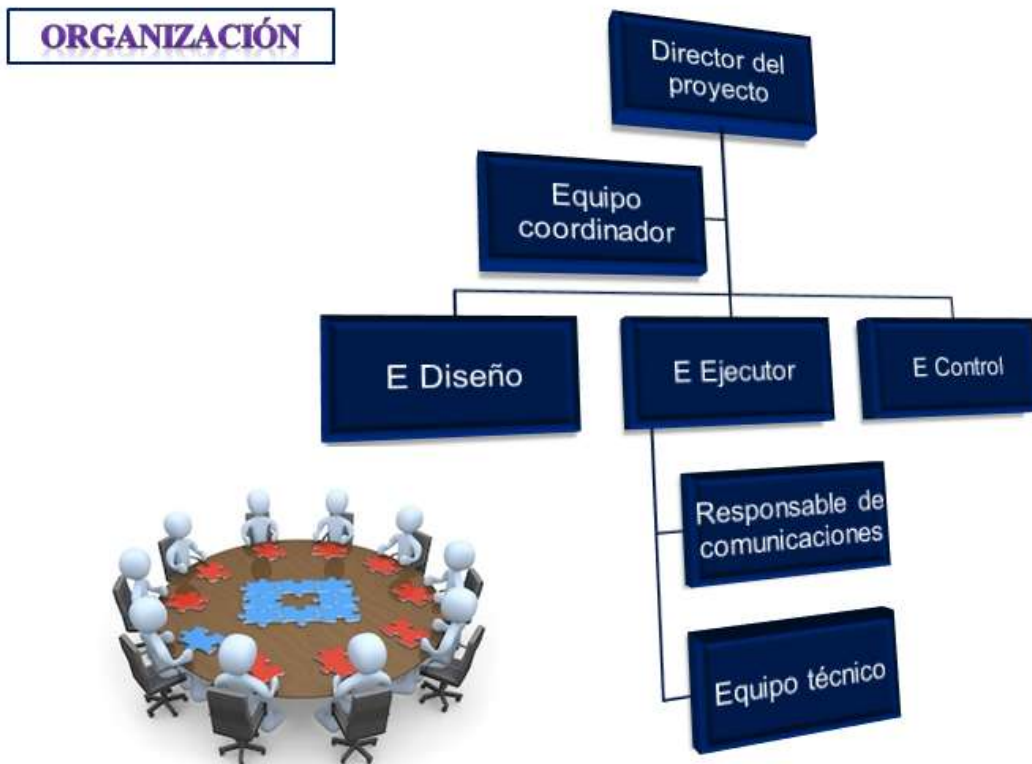 ORGANIZACIÓN
Director del
proyecto
Equipo
coordinador
E Diseño
E Ejecutor
E Control
Responsable de
comunicaciones
Equipo técnico